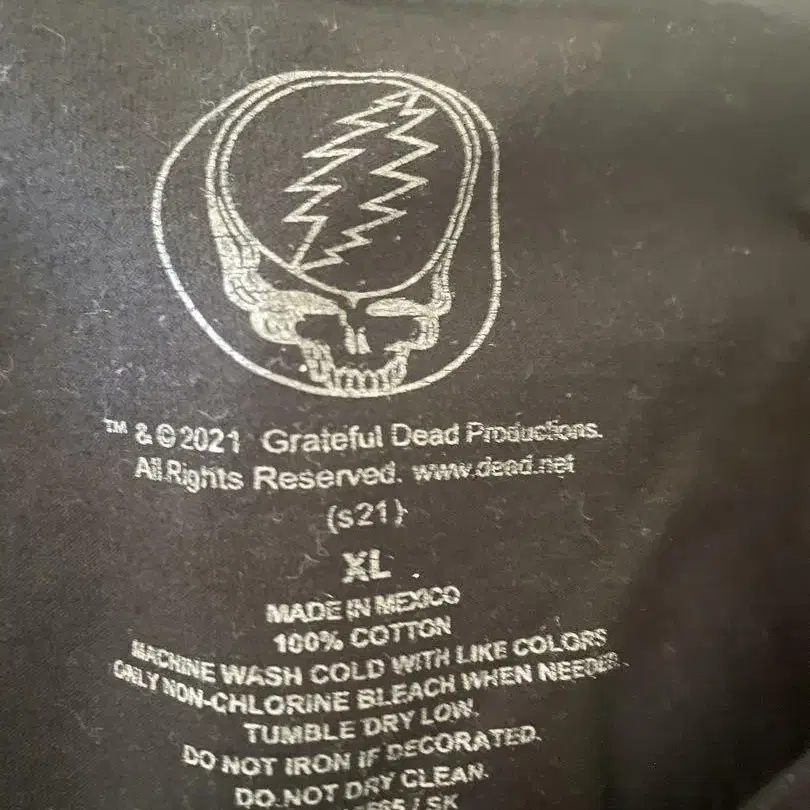 ™ & © 2021 Grateful Dead Productions.
All Rights Reserved. www.dead.net
(s21)
XL
MADE IN MEXICO
100% COTTON
MACHINE WASH COLD WITH LIKE COLORS
ONLY NON-CHLORINE BLEACH WHEN NEEDED.
TUMBLE DRY LOW.
DO NOT IRON IF DECORATED.
DO NOT DRY CLEAN.
/ SK